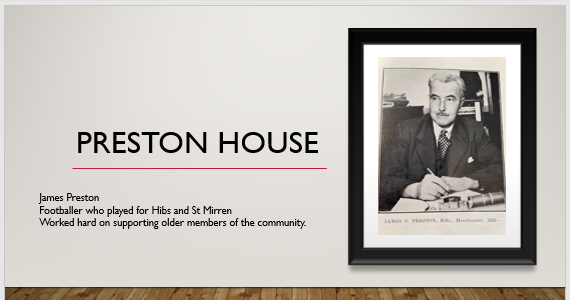 PRESTON HOUSE
James Preston
Footballer who played for Hibs and St Mirren
Worked hard on supporting older members of the community.
JAMES PRESTON, Headmaster,